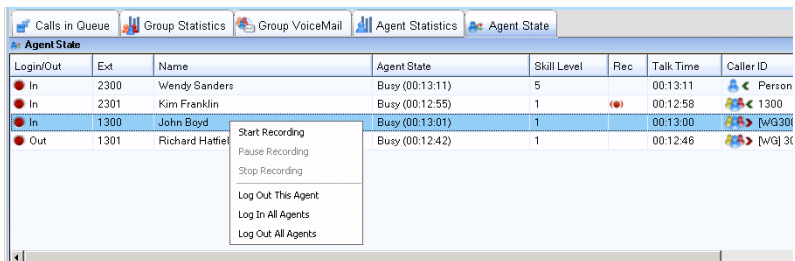 Calls in Queue Group Statistics Group VoiceMail Agent Statistics Agent State
Agent State
Login/Out Ext Name Agent State Skill Level Rec Talk Time Caller ID
In 2300 Wendy Sanders Busy (00:13:11) 5 00:13:11 Person
In 2301 Kim Franklin Busy (00:12:55) 1 00:12:58 1300
In 1300 John Boyd Busy (00:13:01) 1 00:13:00 [WG300
Out 1301 Richard Hatfiel Busy (00:12:42) 1 00:12:46 [WG] 30
Start Recording
Pause Recording
Stop Recording
Log Out This Agent
Log In All Agents
Log Out All Agents